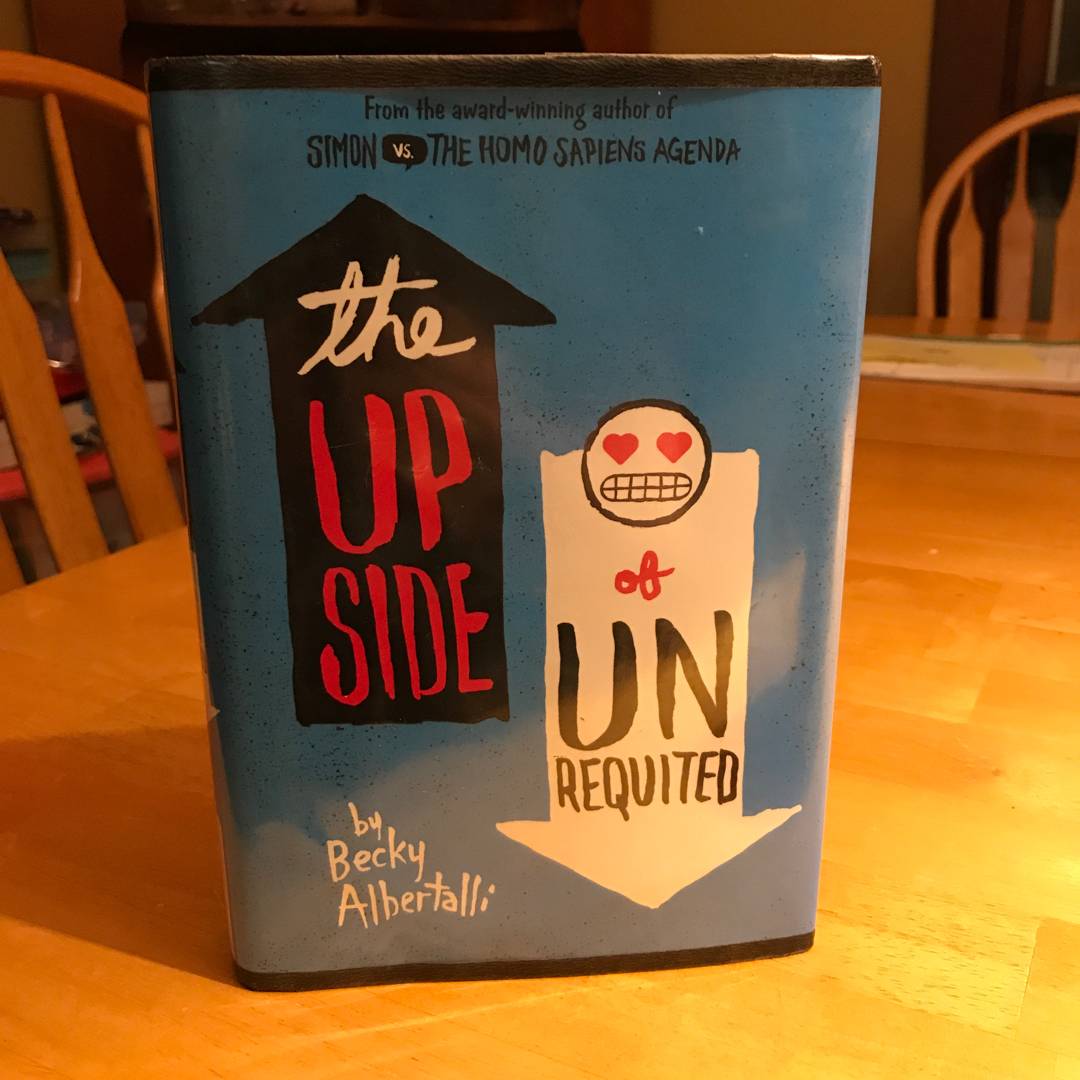 From the award-winning author of
SIMON VS. THE HOMO SAPIENS AGENDA
the
UP
SIDE
of
UN
REQUITED
by
Becky
Albertalli